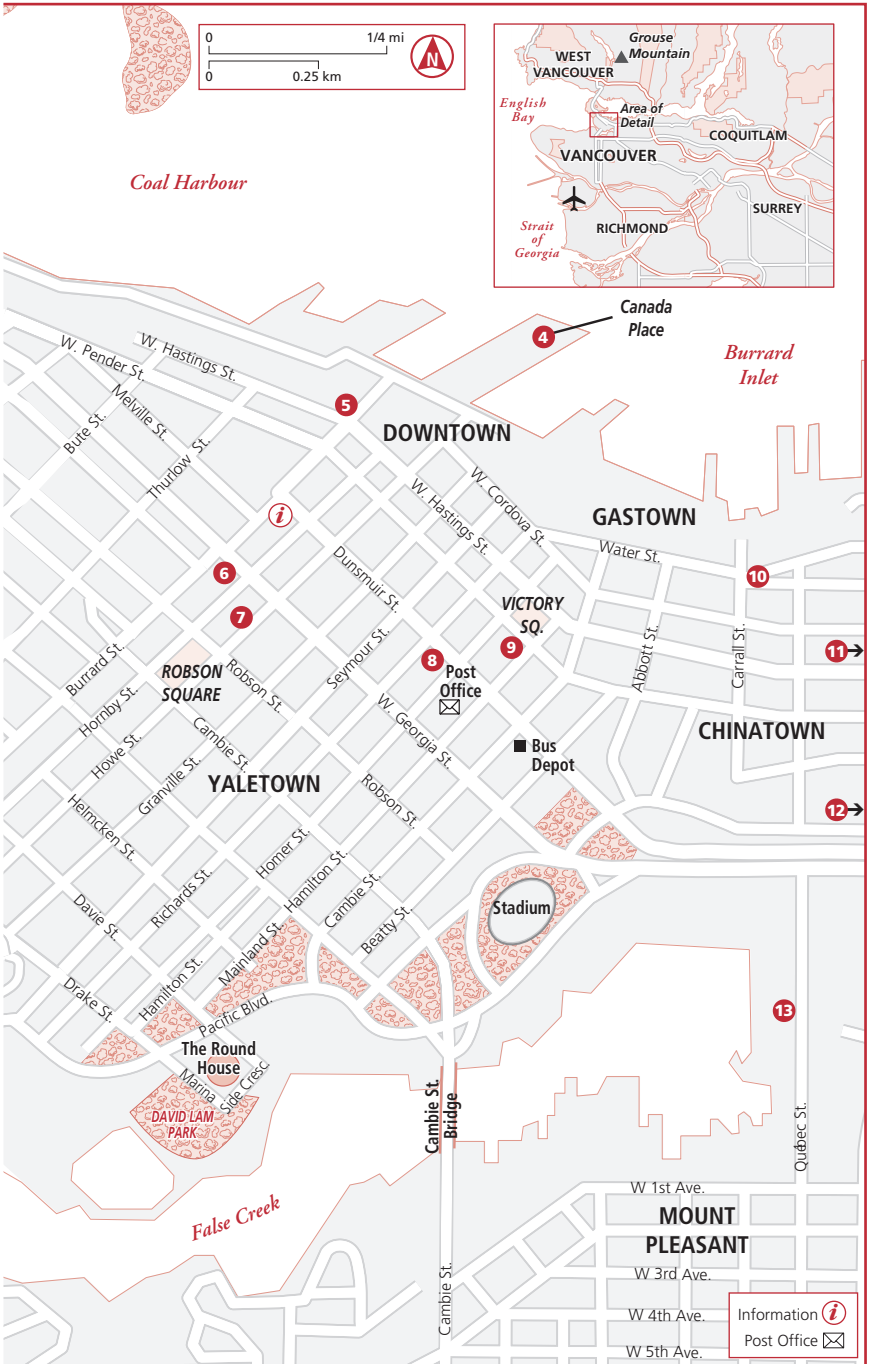 0
1/4 mi
0
0.25 km
N
Grouse
Mountain
WEST
VANCOUVER
English
Bay
Area of
Detail
COQUITLAM
VANCOUVER
SURREY
RICHMOND
Strait
of
Georgia
Coal Harbour
4
Canada
Place
Burrard
Inlet
W. Pender St.
W. Hastings St.
5
DOWNTOWN
Melville St.
Bute St.
Thurlow St.
W. Hastings St.
W. Cordova St.
GASTOWN
Water St.
i
6
7
Dunsmuir St.
10
VICTORY
SQ.
9
8
Post
Office
Abbott St.
Carrall St.
11
Burrard St.
ROBSON
SQUARE
Robson St.
Seymour St.
Hornby St.
Howe St.
Cambie St.
W. Georgia St.
Bus
Depot
CHINATOWN
Granville St.
YALETOWN
Robson St.
12
Helmcken St.
Homer St.
Hamilton St.
Cambie St.
Beatty St.
Stadium
Richards St.
Davie St.
Mainland St.
Hamilton St.
Drake St.
Pacific Blvd.
13
The Round
House
Marina
Side Cresc.
DAVID LAM
PARK
Cambie St.
Bridge
Quebec St.
False Creek
W 1st Ave.
MOUNT
PLEASANT
W 3rd Ave.
Cambie St.
W 4th Ave.
W 5th Ave.
Information i
Post Office